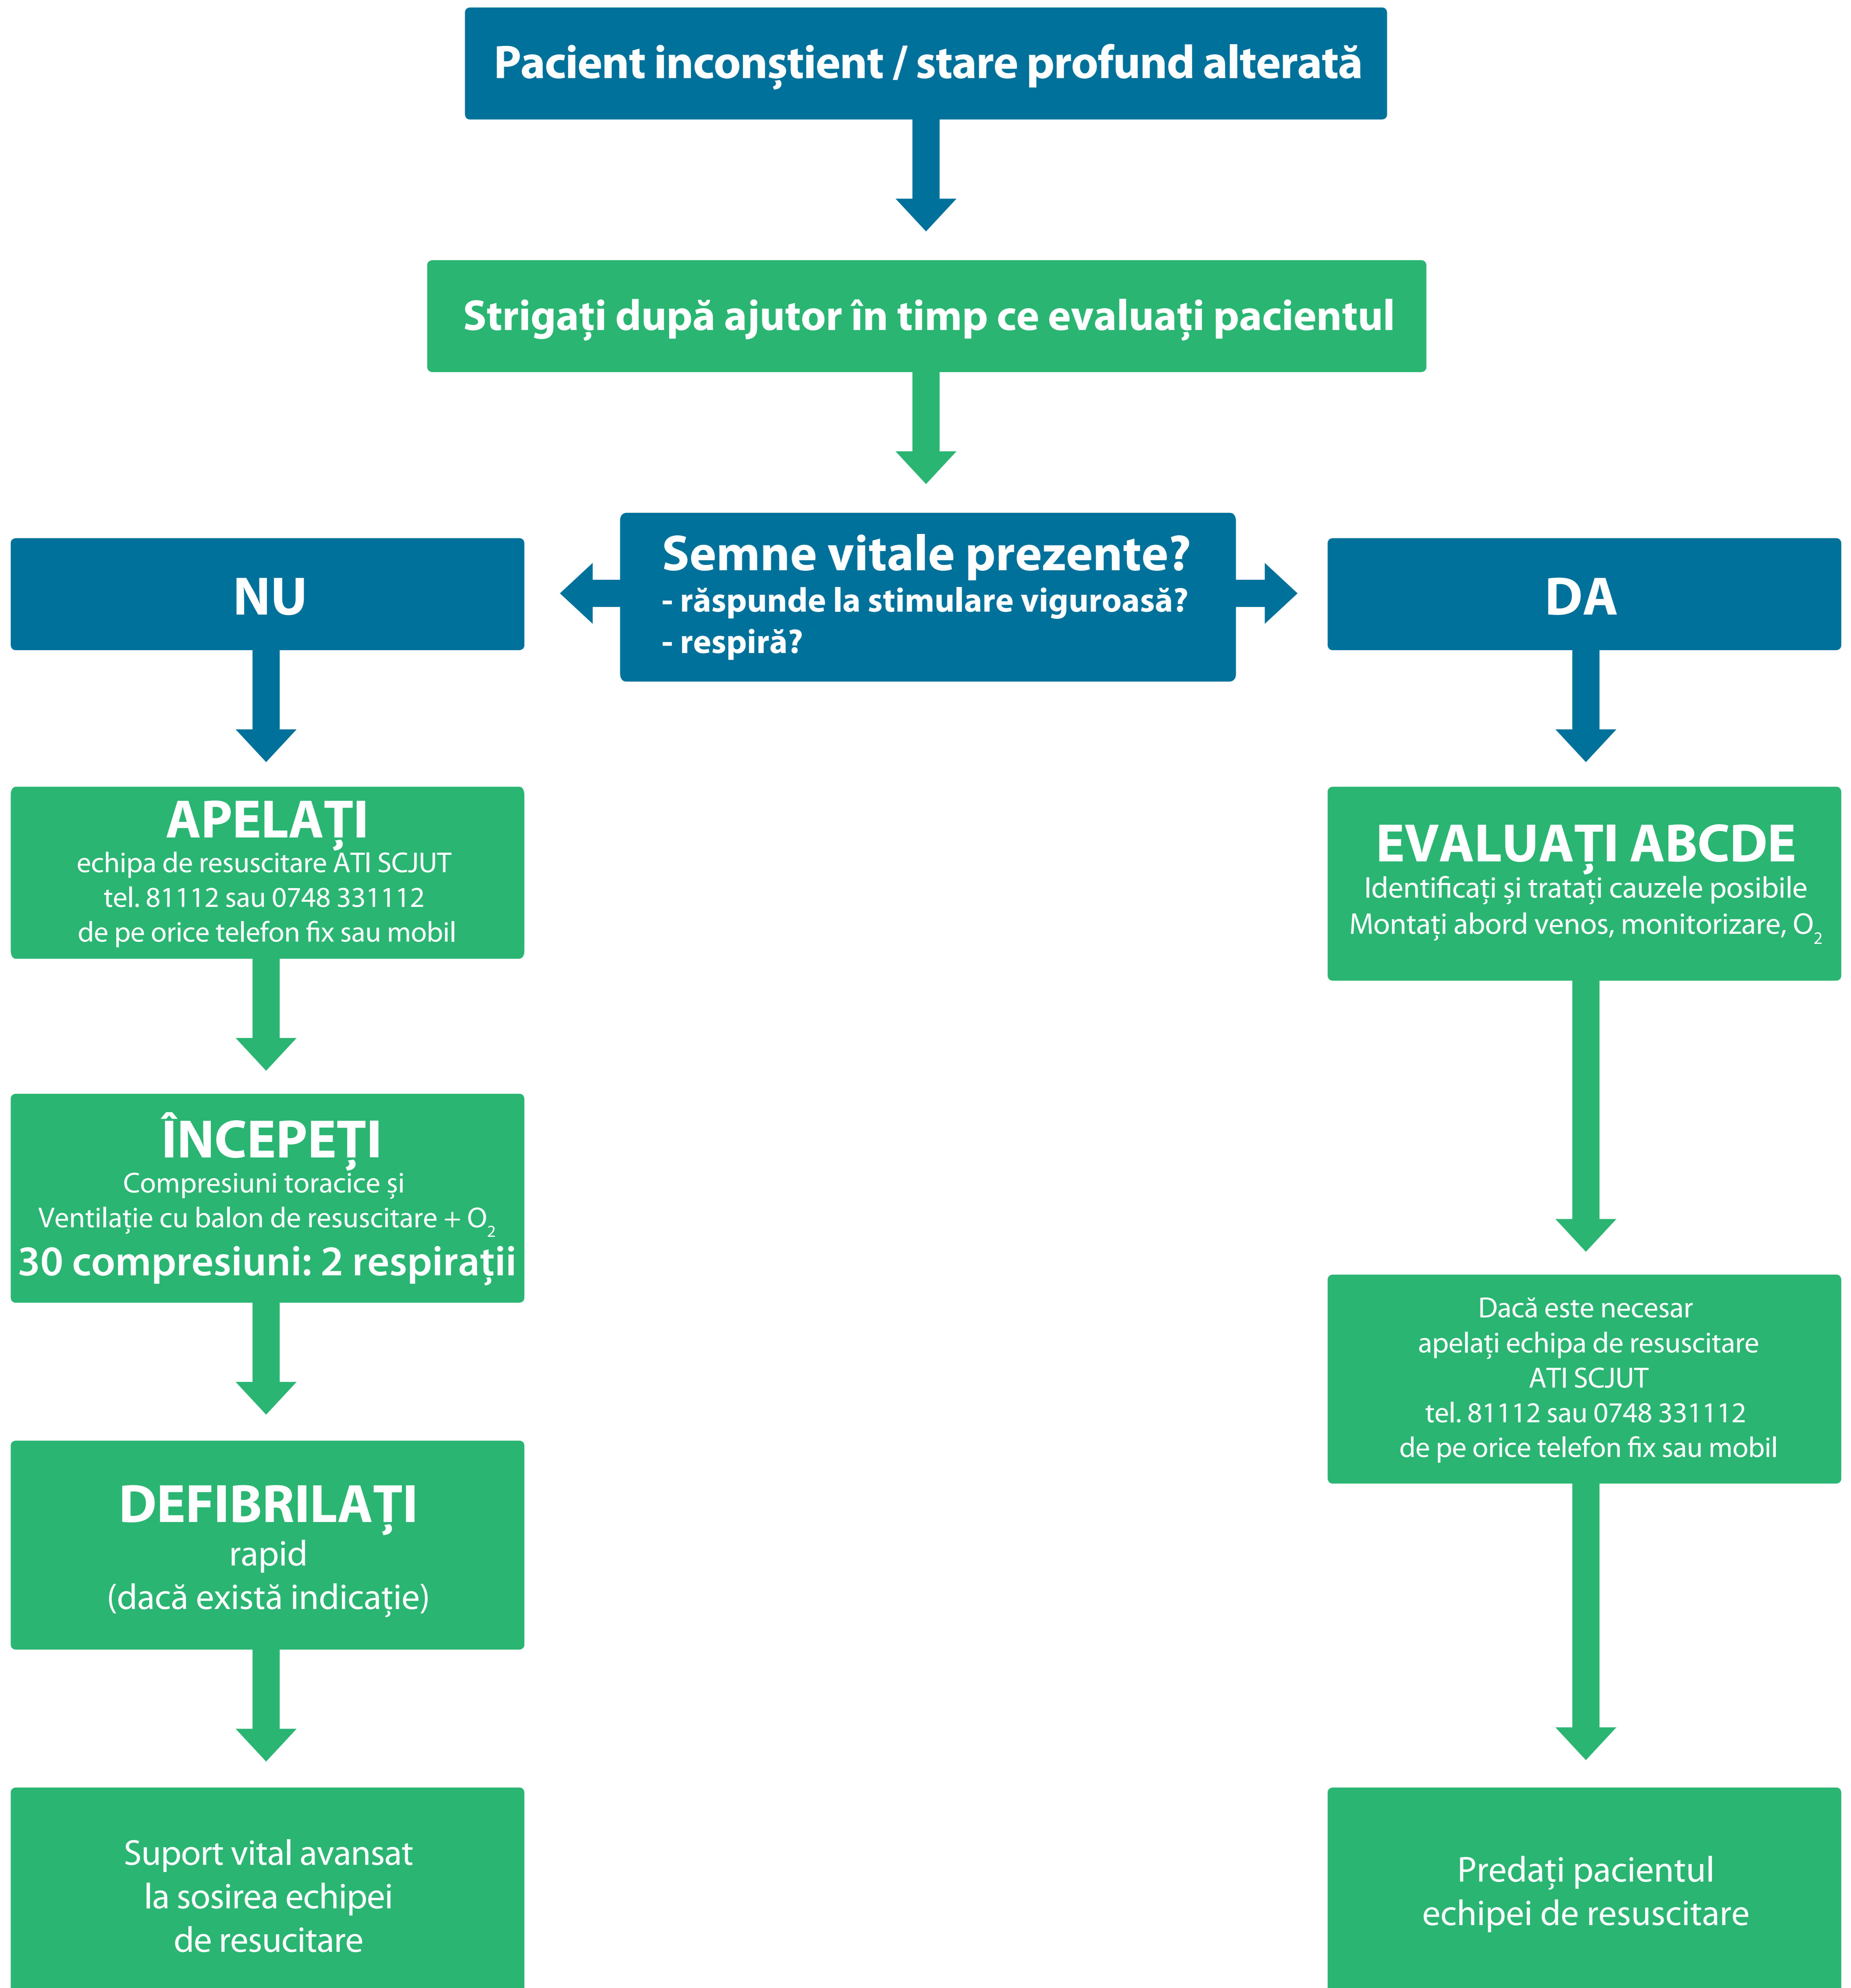 Pacient inconștient / stare profund alterată
Strigați după ajutor în timp ce evaluați pacientul
Semne vitale prezente?
- răspunde la stimulare viguroasă?
- respiră?
NU
APELAȚI
echipa de resuscitare ATI SCJUT
tel. 81112 sau 0748 331112
de pe orice telefon fix sau mobil
ÎNCEPEȚI
Compresiuni toracice și
Ventilație cu balon de resuscitare + O₂
30 compresiuni: 2 respirații
DEFIBRILAȚI
rapid
(dacă există indicație)
Suport vital avansat
la sosirea echipei
de resucitare
DA
EVALUAȚI ABCDE
Identificați și tratați cauzele posibile
Montați abord venos, monitorizare, O₂
Dacă este necesar
apelați echipa de resuscitare
ATI SCJUT
tel. 81112 sau 0748 331112
de pe orice telefon fix sau mobil
Predați pacientul
echipei de resuscitare